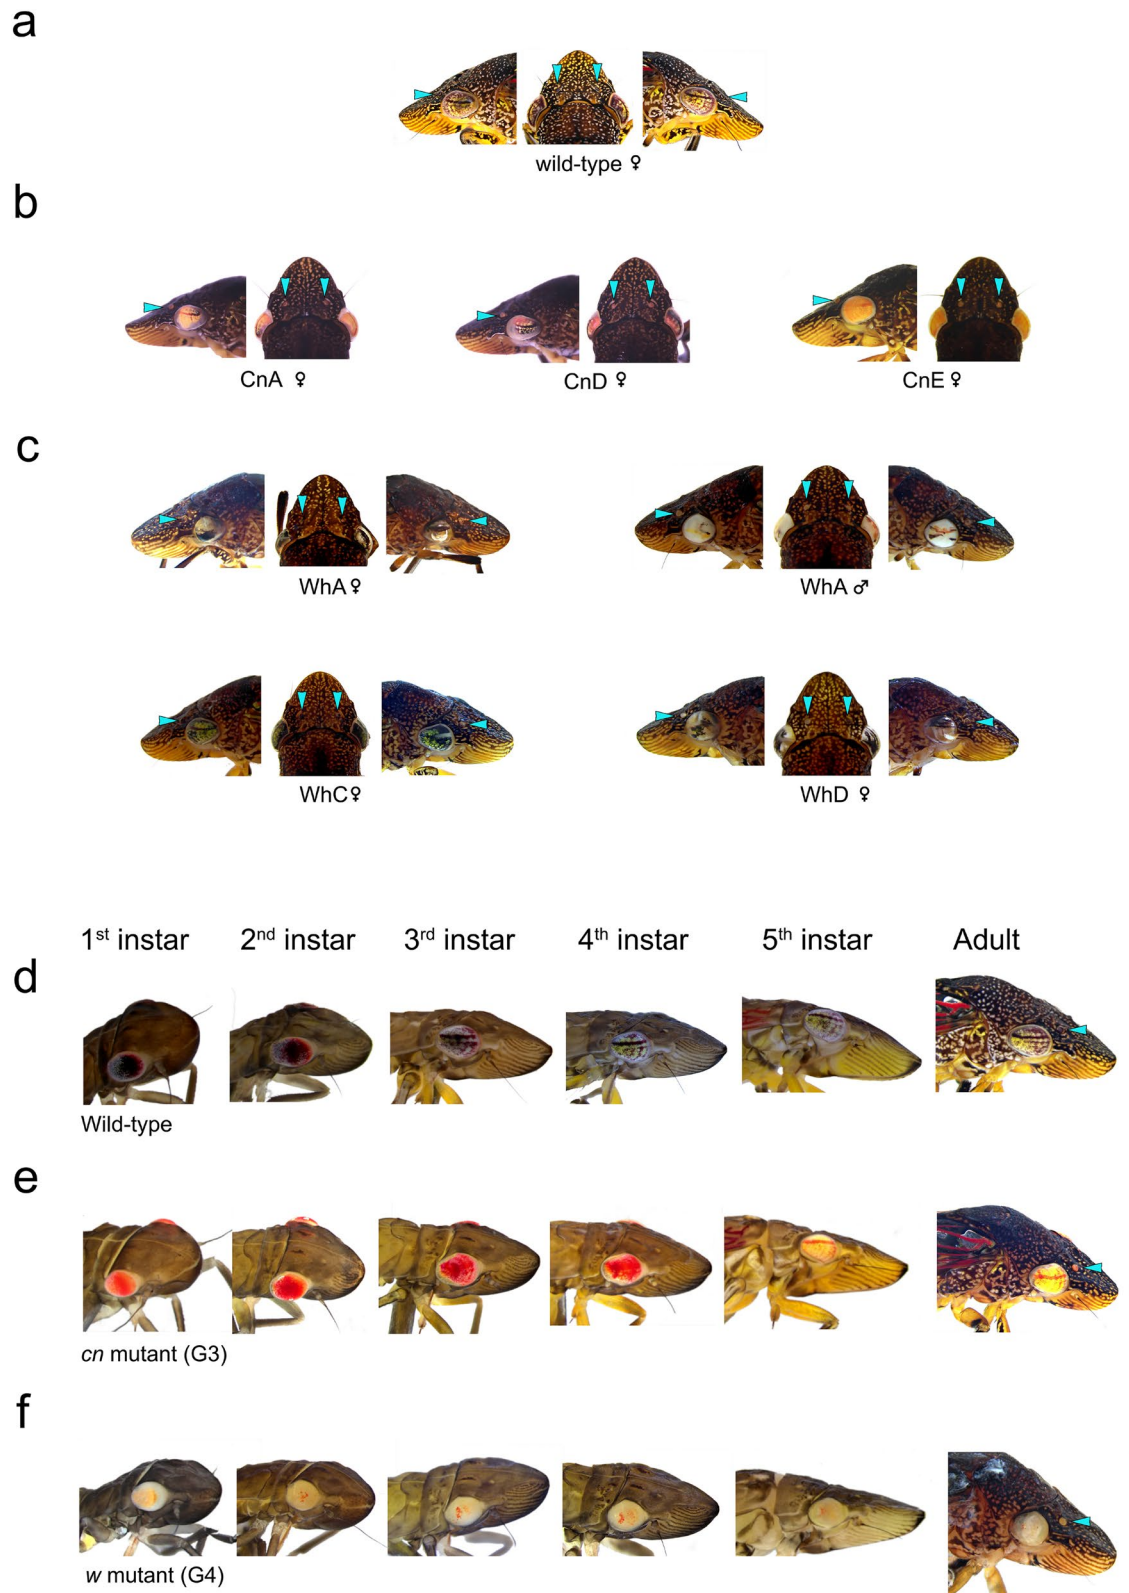 a
wild-type ♀
b
CnA ♀
CnD ♀
CnE ♀
c
WhA ♀
WhA ♂
WhC ♀
WhD ♀
1st instar
2nd instar
3rd instar
4th instar
5th instar
Adult
d
Wild-type
e
cn mutant (G3)
f
w mutant (G4)